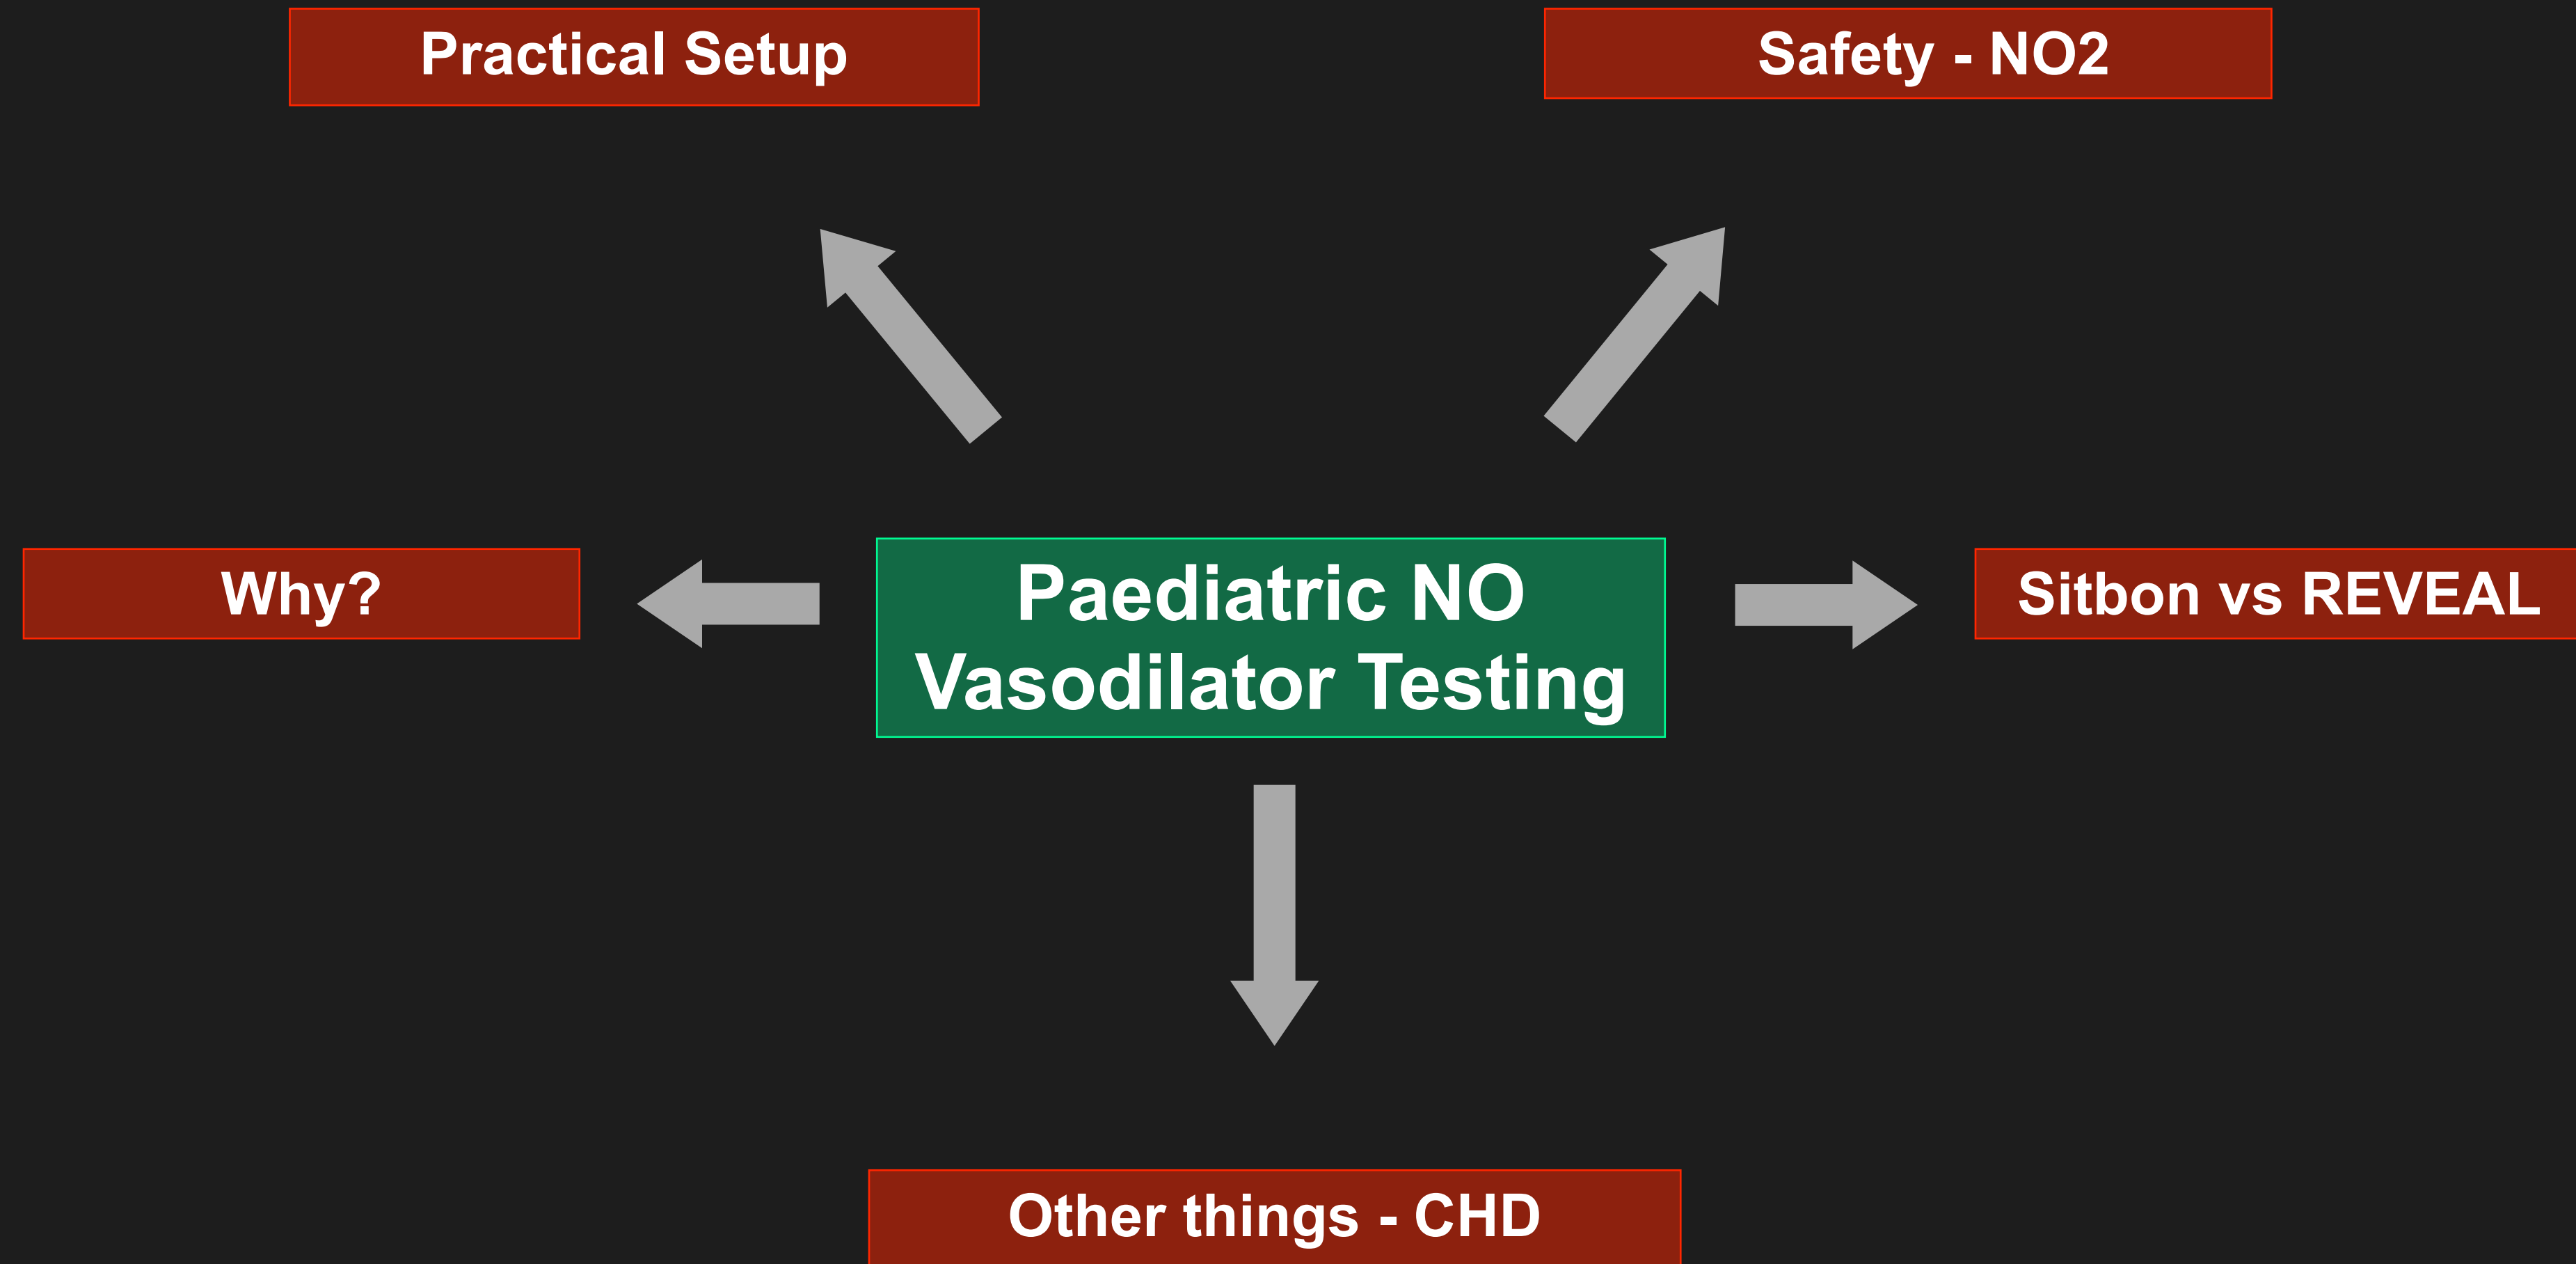 Practical Setup
Safety - NO2
Why?
Paediatric NO
Vasodilator Testing
Sitbon vs REVEAL
Other things - CHD